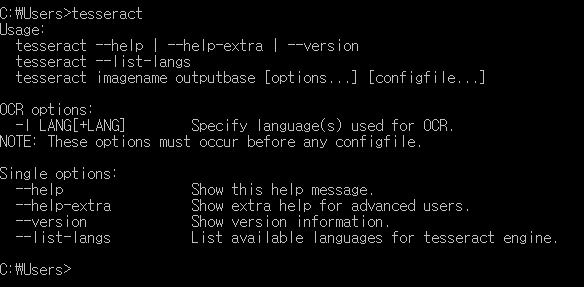 C:₩Users>tesseract
Usage:
  tesseract --help | --help-extra | --version
  tesseract --list-langs
  tesseract imagename outputbase [options...] [configfile...]

OCR options:
  -l LANG[+LANG]        Specify language(s) used for OCR.
NOTE: These options must occur before any configfile.

Single options:
  --help                Show this help message.
  --help-extra          Show extra help for advanced users.
  --version             Show version information.
  --list-langs          List available languages for tesseract engine.

C:₩Users>